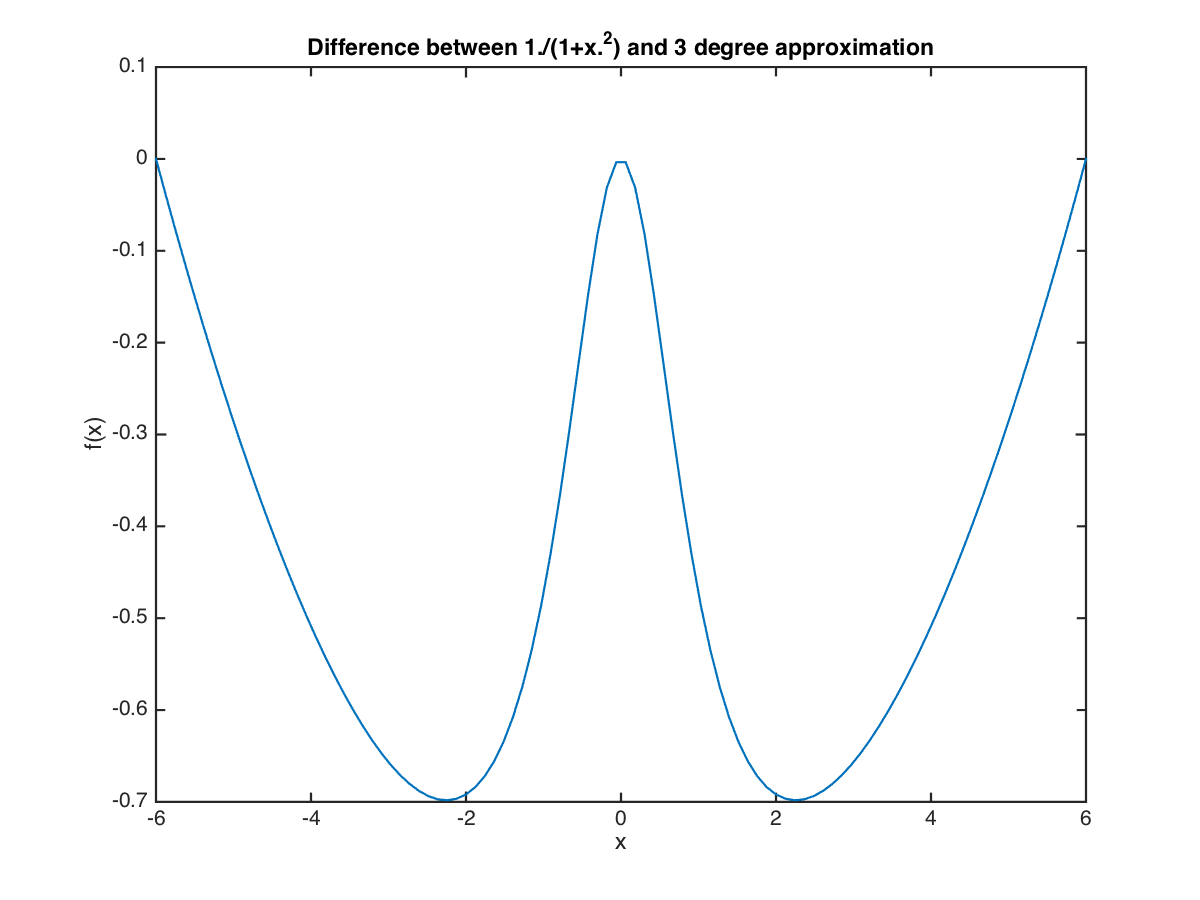 Difference between 1./(1+x.²) and 3 degree approximation
0.1
0
-0.1
-0.2
-0.3
-0.4
-0.5
-0.6
-0.7
f(x)
-6 -4 -2 0 2 4 6
x